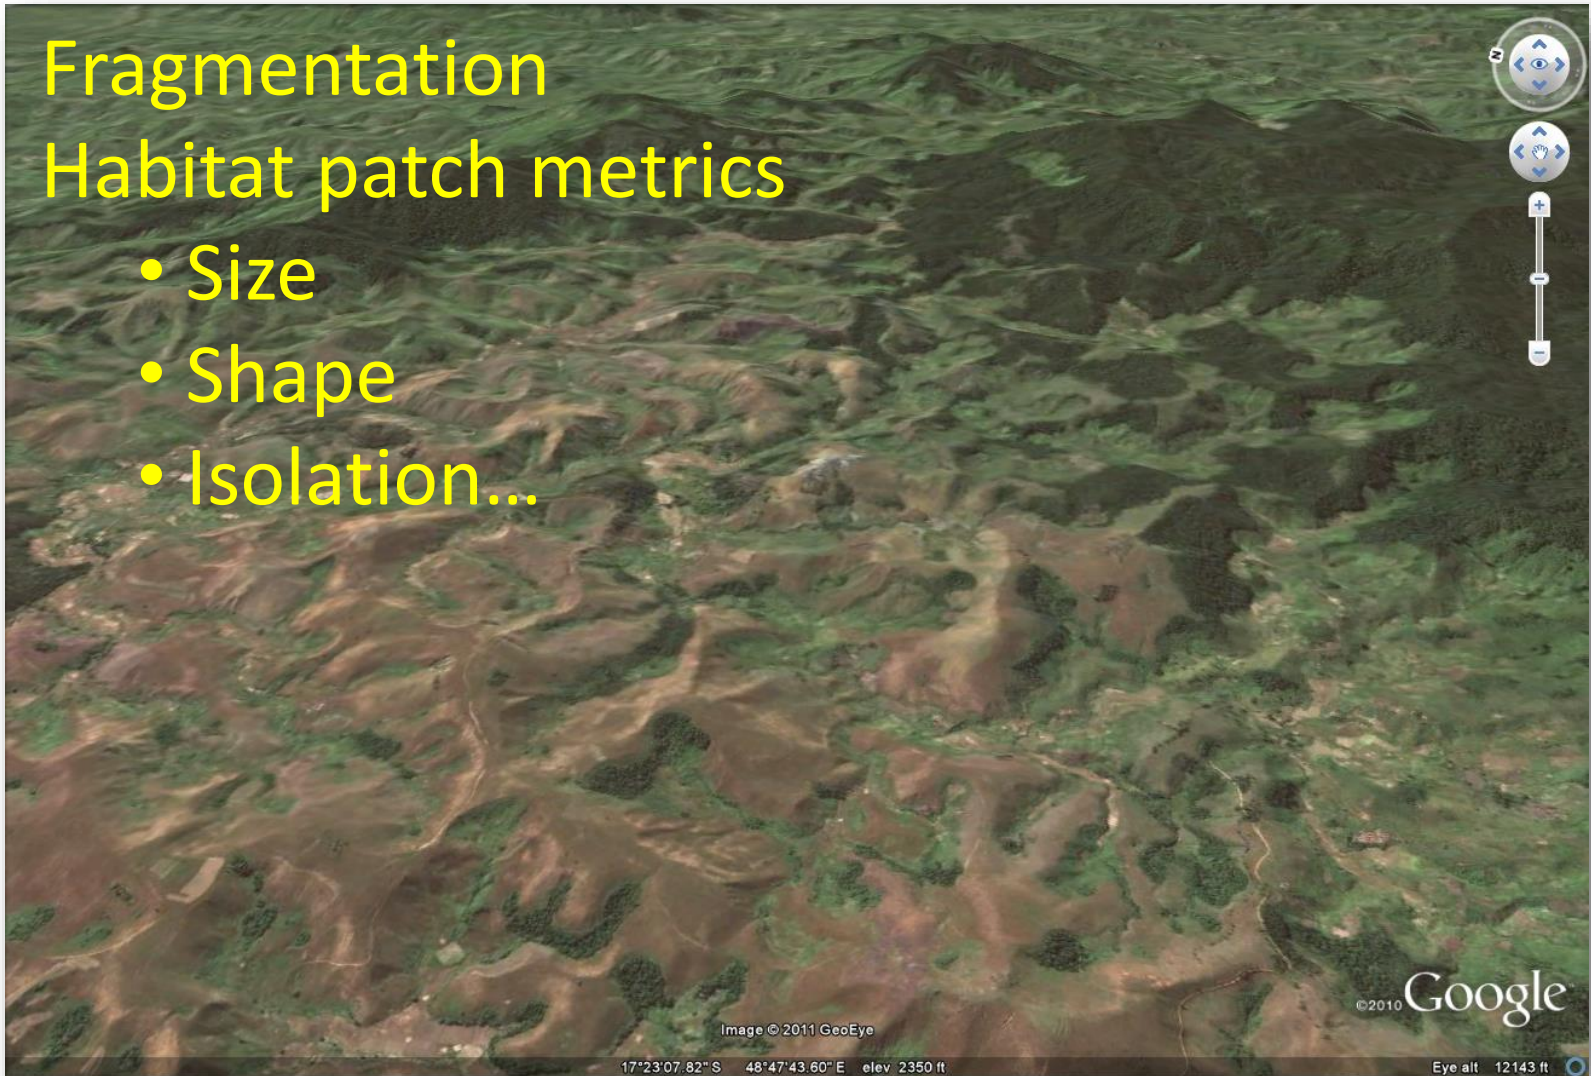 Fragmentation
Habitat patch metrics
• Size
• Shape
• Isolation...
N
©2010 Google
Image © 2011 GeoEye
17°23'07.82" S 48°47'43.60" E elev 2350 ft
Eye alt 12143 ft